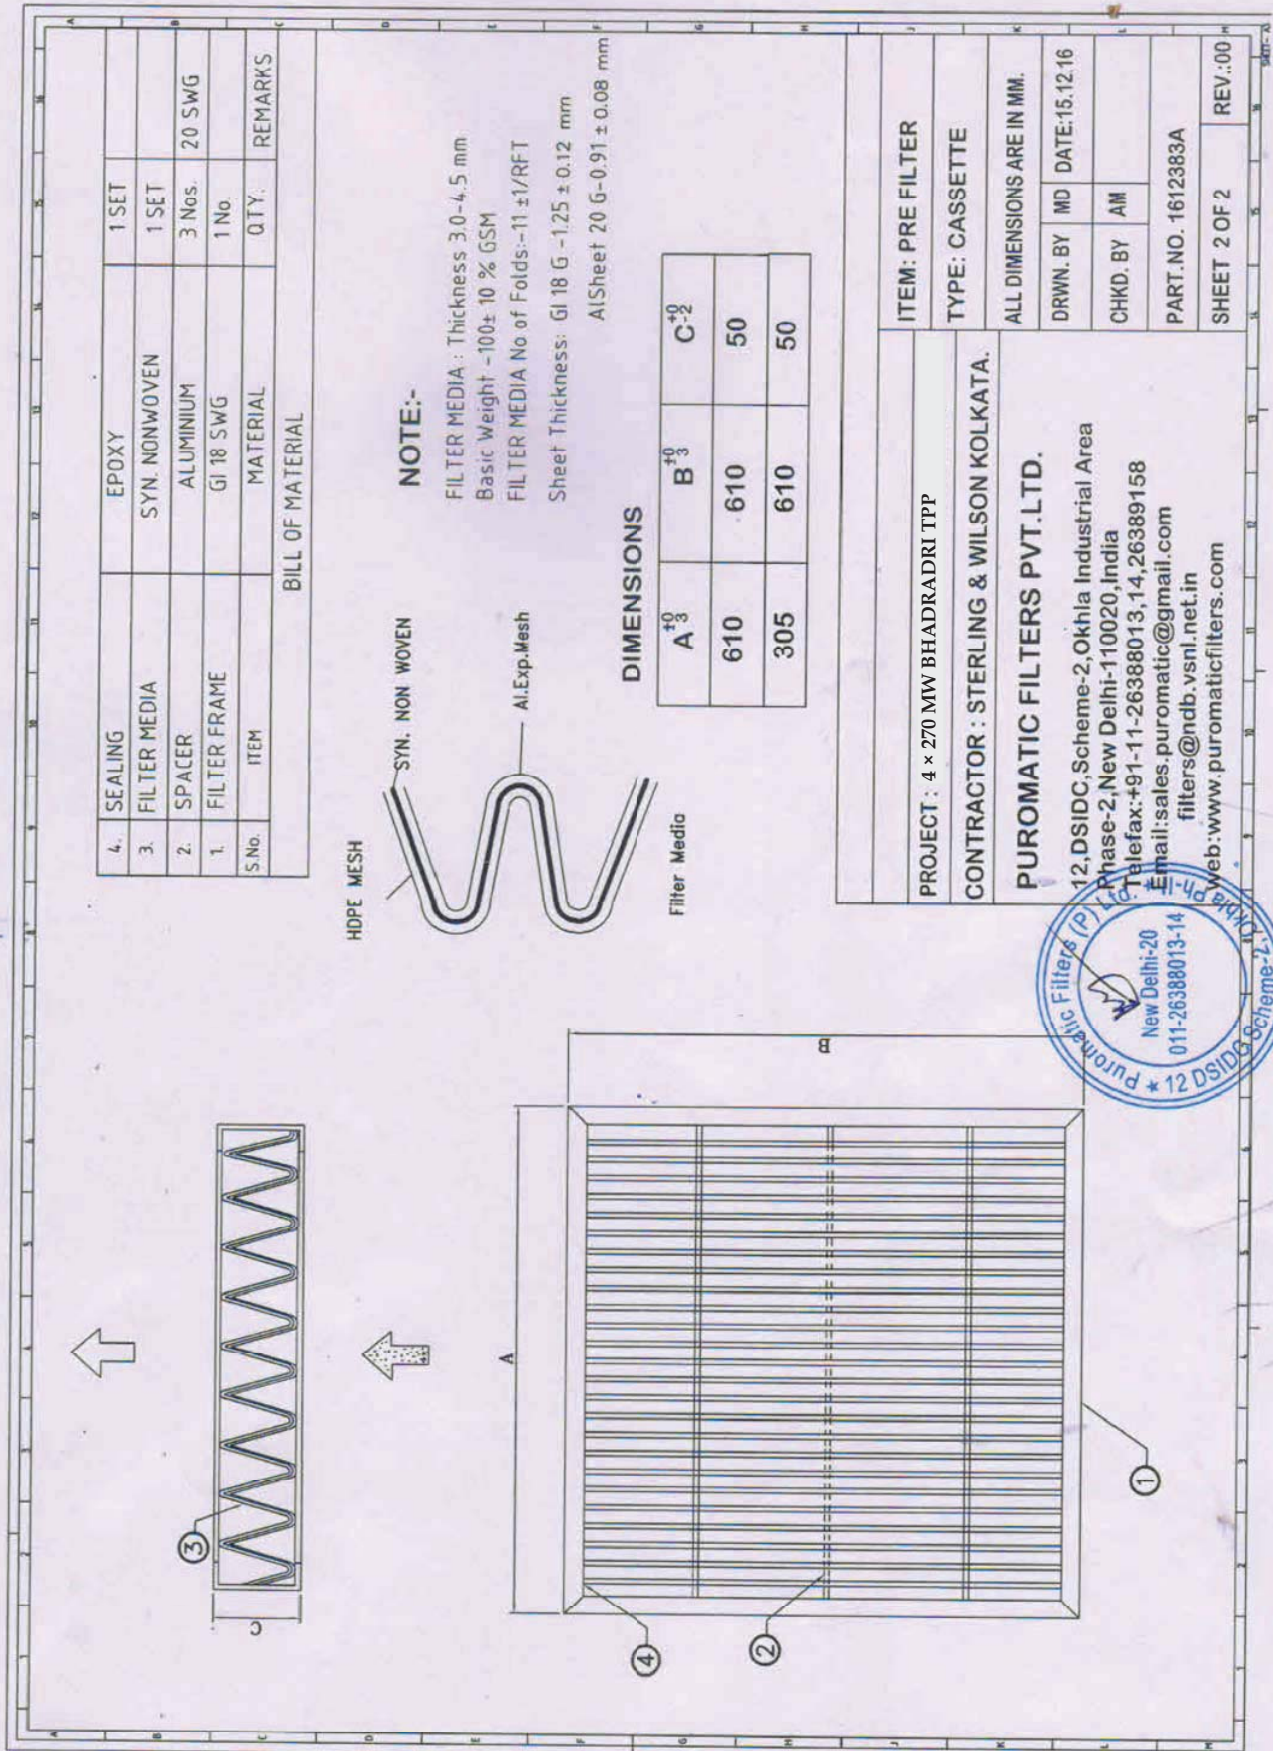 4. SEALING EPOXY 1 SET
3. FILTER MEDIA SYN. NONWOVEN 1 SET
2. SPACER ALUMINIUM 3 Nos. 20 SWG
1. FILTER FRAME GI 18 SWG 1 No.
S.No. ITEM MATERIAL QTY. REMARKS
BILL OF MATERIAL
HDPE MESH
SYN. NON WOVEN
Al.Exp.Mesh
Filter Media
NOTE:-
FILTER MEDIA : Thickness 3.0-4.5 mm
Basic Weight -100± 10 % GSM
FILTER MEDIA No of Folds:-11 ±1/RFT
Sheet Thickness: GI 18 G -1.25 ± 0.12 mm
AlSheet 20 G-0.91 ± 0.08 mm
DIMENSIONS
A±0 3 B±0 3 C+0 -2
610 610 50
305 610 50
3
C
A
B
4
2
1
PROJECT : 4 × 270 MW BHADRADRI TPP
CONTRACTOR : STERLING & WILSON KOLKATA.
PUROMATIC FILTERS PVT.LTD.
12,DSIDC,Scheme-2,Okhla Industrial Area
Phase-2,New Delhi-110020,India
Telefax:+91-11-26388013,14,26389158
Email:sales.puromatic@gmail.com
filters@ndb.vsnl.net.in
web:www.puromaticfilters.com
ITEM: PRE FILTER
TYPE: CASSETTE
ALL DIMENSIONS ARE IN MM.
DRWN. BY MD DATE:15.12.16
CHKD. BY AM
PART.NO. 1612383A
SHEET 2 OF 2 REV.:00
Puromatic Filters (P) Ltd. ★
12 DSIDC Scheme-2, Okhla Ph-II ★
New Delhi-20
011-26388013-14